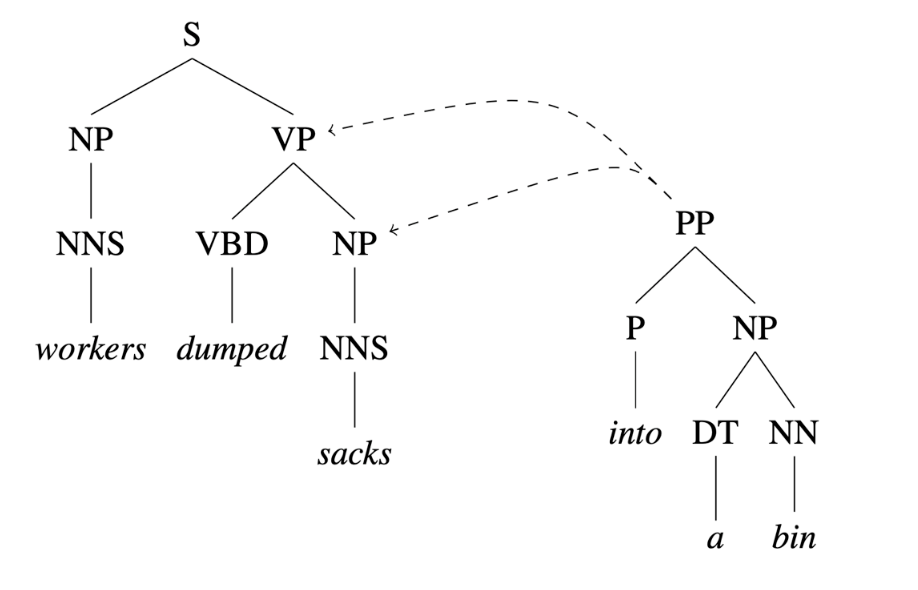 S
NP VP
PP
NNS VBD NP
P NP
workers dumped NNS
into DT NN
sacks
a bin